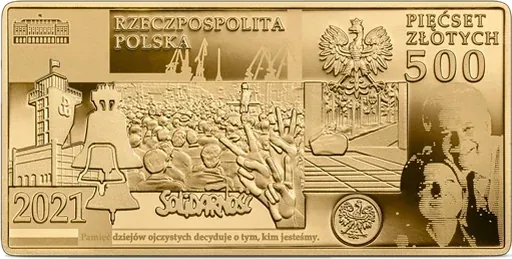 RZECZPOSPOLITA
POLSKA
PIĘĆSET
ZŁOTYCH
500
SOLIDARNOŚĆ
2021
Pamięć dziejów ojczystych decyduje o tym, kim jesteśmy.